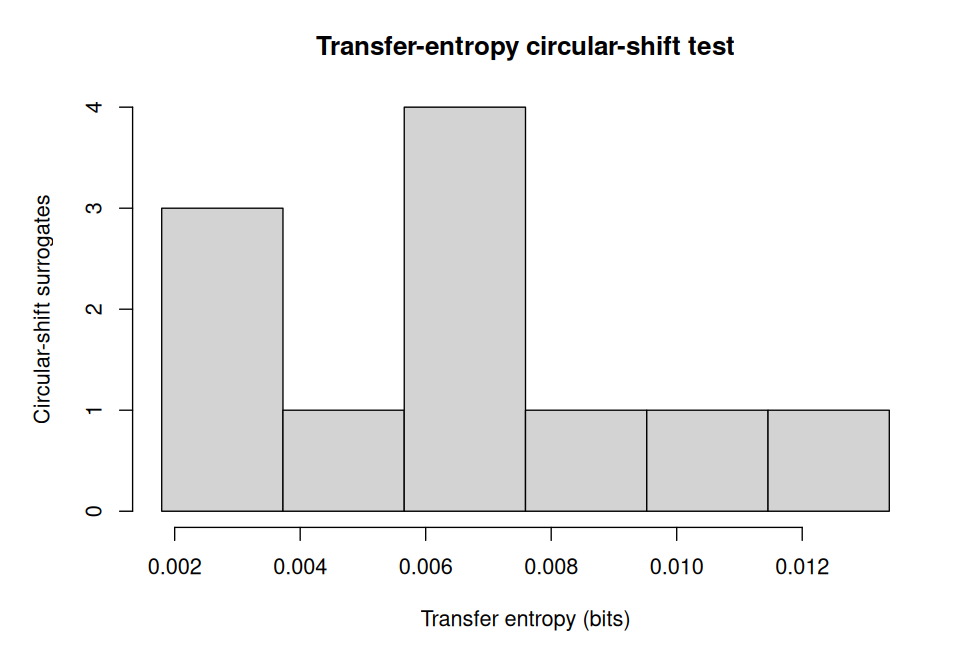 Transfer-entropy circular-shift test
Circular-shift surrogates
4
3
2
1
0
0.002 0.004 0.006 0.008 0.010 0.012
Transfer entropy (bits)